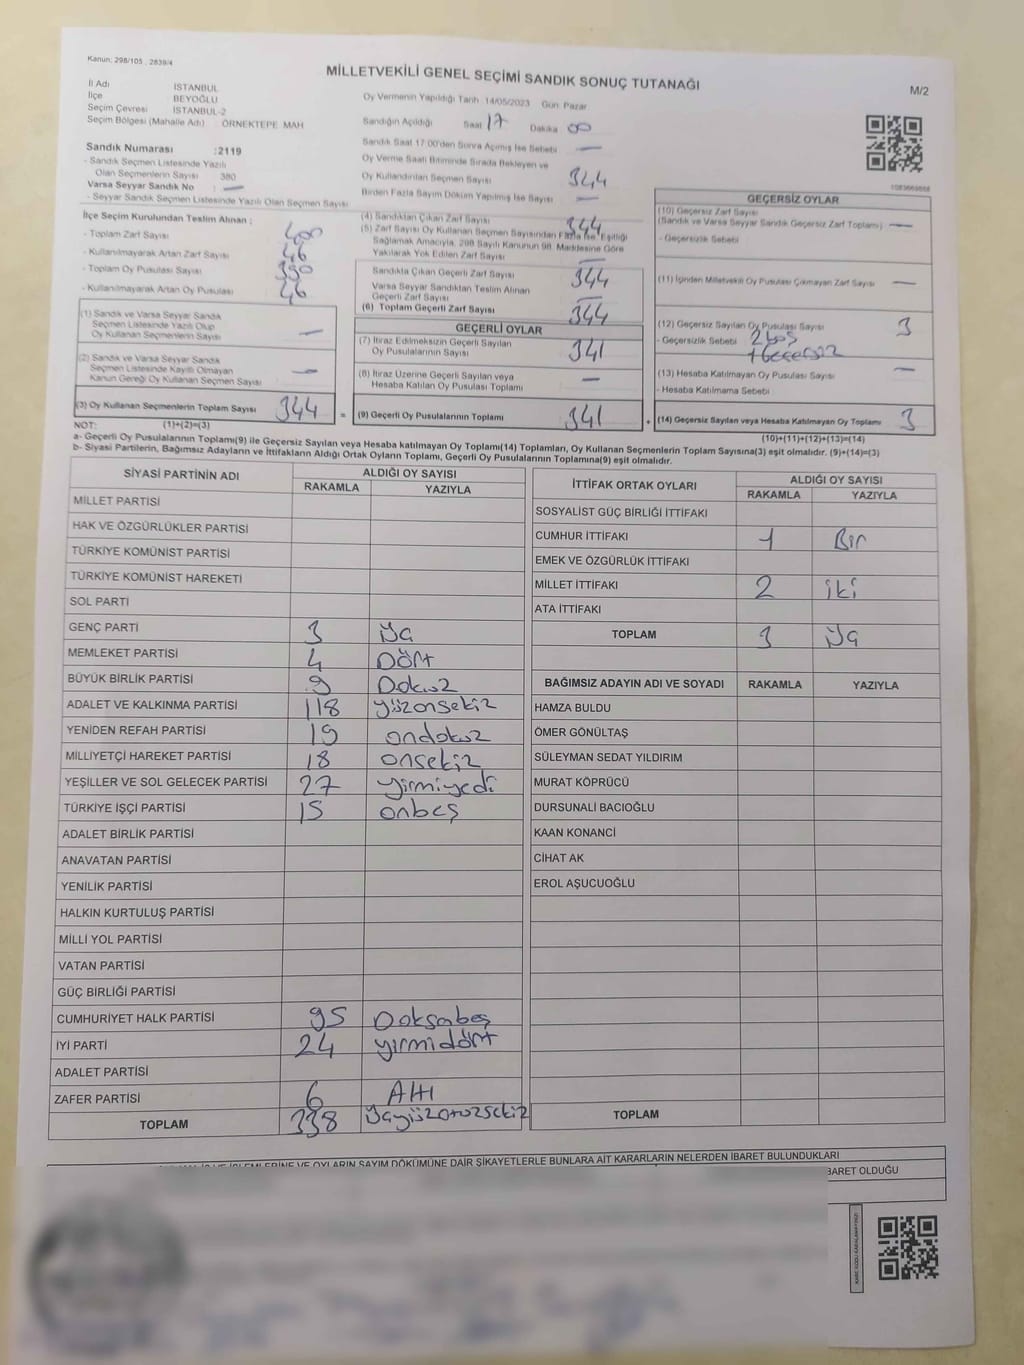 Kanun: 298/105 , 2839/4
MİLLETVEKİLİ GENEL SEÇİMİ SANDIK SONUÇ TUTANAĞI
M/2
İl Adı İSTANBUL
İlçe BEYOĞLU
Seçim Çevresi İSTANBUL-2
Seçim Bölgesi (Mahalle Adı) ÖRNEKTEPE MAH
Sandık Numarası :2119
- Sandık Seçmen Listesinde Yazılı
Olan Seçmenlerin Sayısı 380
Varsa Seyyar Sandık No : —
- Seyyar Sandık Seçmen Listesinde Yazılı Olan Seçmen Sayısı
Oy Vermenin Yapıldığı Tarih 14/05/2023 Gün Pazar
Sandığın Açıldığı Saat 17 Dakika 00
Sandık Saat 17:00'den Sonra Açılmış İse Sebebi —
Oy Verme Saati Bitiminde Sırada Bekleyen ve
Oy Kullandırılan Seçmen Sayısı 344
Birden Fazla Sayım Döküm Yapılmış İse Sayısı —
İlçe Seçim Kurulundan Teslim Alınan :
- Toplam Zarf Sayısı 400
- Kullanılmayarak Artan Zarf Sayısı 46
- Toplam Oy Pusulası Sayısı 390
- Kullanılmayarak Artan Oy Pusulası 46
(1) Sandık ve Varsa Seyyar Sandık
Seçmen Listesinde Yazılı Olup
Oy Kullanan Seçmenlerin Sayısı —
(2) Sandık ve Varsa Seyyar Sandık
Seçmen Listesinde Kayıtlı Olmayan
Kanun Gereği Oy Kullanan Seçmen Sayısı —
(3) Oy Kullanan Seçmenlerin Toplam Sayısı 344 =
NOT: (1)+(2)=(3)
(4) Sandıktan Çıkan Zarf Sayısı 344
(5) Zarf Sayısı Oy Kullanan Seçmen Sayısından Fazla İse Eşitliği
Sağlamak Amacıyla, 298 Sayılı Kanunun 98. Maddesine Göre
Yakılarak Yok Edilen Zarf Sayısı —
Sandıkta Çıkan Geçerli Zarf Sayısı 344
Varsa Seyyar Sandıktan Teslim Alınan
Geçerli Zarf Sayısı —
(6) Toplam Geçerli Zarf Sayısı 344
GEÇERLİ OYLAR
(7) İtiraz Edilmeksizin Geçerli Sayılan
Oy Pusulalarının Sayısı 341
(8) İtiraz Üzerine Geçerli Sayılan veya
Hesaba Katılan Oy Pusulası Toplamı —
(9) Geçerli Oy Pusulalarının Toplamı 341 +
1083669888
GEÇERSİZ OYLAR
(10) Geçersiz Zarf Sayısı
(Sandık ve Varsa Seyyar Sandık Geçersiz Zarf Toplamı) —
- Geçersizlik Sebebi
(11) İçinden Milletvekili Oy Pusulası Çıkmayan Zarf Sayısı —
(12) Geçersiz Sayılan Oy Pusulası Sayısı 3
- Geçersizlik Sebebi 2 boş
1 Geçersiz
(13) Hesaba Katılmayan Oy Pusulası Sayısı —
- Hesaba Katılmama Sebebi
(14) Geçersiz Sayılan veya Hesaba Katılmayan Oy Toplamı 3
(10)+(11)+(12)+(13)=(14)
a- Geçerli Oy Pusulalarının Toplamı(9) ile Geçersiz Sayılan veya Hesaba katılmayan Oy Toplamı(14) Toplamları, Oy Kullanan Seçmenlerin Toplam Sayısına(3) eşit olmalıdır. (9)+(14)=(3)
b- Siyasi Partilerin, Bağımsız Adayların ve İttifakların Aldığı Ortak Oyların Toplamı, Geçerli Oy Pusulalarının Toplamına(9) eşit olmalıdır.
SİYASİ PARTİNİN ADI ALDIĞI OY SAYISI
RAKAMLA YAZIYLA
MİLLET PARTİSİ
HAK VE ÖZGÜRLÜKLER PARTİSİ
TÜRKİYE KOMÜNİST PARTİSİ
TÜRKİYE KOMÜNİST HAREKETİ
SOL PARTİ
GENÇ PARTİ 3 Üç
MEMLEKET PARTİSİ 4 Dört
BÜYÜK BİRLİK PARTİSİ 9 Dokuz
ADALET VE KALKINMA PARTİSİ 118 yüzonsekiz
YENİDEN REFAH PARTİSİ 19 ondokuz
MİLLİYETÇİ HAREKET PARTİSİ 18 onsekiz
YEŞİLLER VE SOL GELECEK PARTİSİ 27 yirmiyedi
TÜRKİYE İŞÇİ PARTİSİ 15 onbeş
ADALET BİRLİK PARTİSİ
ANAVATAN PARTİSİ
YENİLİK PARTİSİ
HALKIN KURTULUŞ PARTİSİ
MİLLİ YOL PARTİSİ
VATAN PARTİSİ
GÜÇ BİRLİĞİ PARTİSİ
CUMHURİYET HALK PARTİSİ 95 Doksabeş
İYİ PARTİ 24 yirmidört
ADALET PARTİSİ
ZAFER PARTİSİ 6 Altı
TOPLAM 338 Üçyüzotuzsekiz
İTTİFAK ORTAK OYLARI ALDIĞI OY SAYISI
RAKAMLA YAZIYLA
SOSYALİST GÜÇ BİRLİĞİ İTTİFAKI
CUMHUR İTTİFAKI 1 Bir
EMEK VE ÖZGÜRLÜK İTTİFAKI
MİLLET İTTİFAKI 2 iki
ATA İTTİFAKI
TOPLAM 3 Üç
BAĞIMSIZ ADAYIN ADI VE SOYADI RAKAMLA YAZIYLA
HAMZA BULDU
ÖMER GÖNÜLTAŞ
SÜLEYMAN SEDAT YILDIRIM
MURAT KÖPRÜCÜ
DURSUNALİ BACIOĞLU
KAAN KONANCİ
CİHAT AK
EROL AŞUCUOĞLU
TOPLAM
VE OYLARIN SAYIM DÖKÜMÜNE DAİR ŞİKAYETLERLE BUNLARA AİT KARARLARIN NELERDEN İBARET BULUNDUKLARI
BARET OLDUĞU